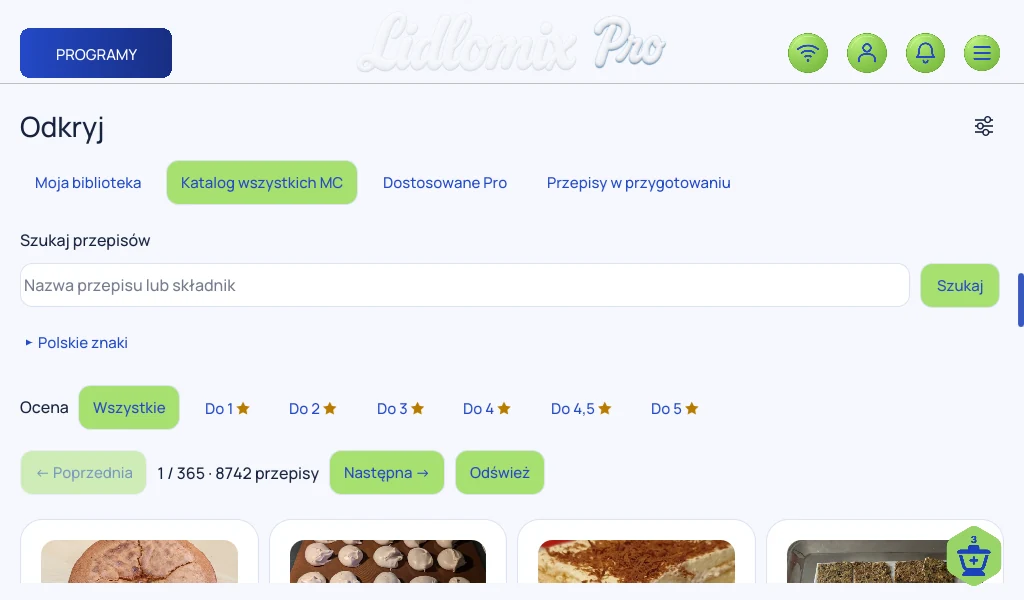 PROGRAMY
Lidlomix Pro
Odkryj
Moja biblioteka
Katalog wszystkich MC
Dostosowane Pro
Przepisy w przygotowaniu
Szukaj przepisów
Nazwa przepisu lub składnik
Szukaj
▸ Polskie znaki
Ocena
Wszystkie
Do 1 ★
Do 2 ★
Do 3 ★
Do 4 ★
Do 4,5 ★
Do 5 ★
← Poprzednia
1 / 365 · 8742 przepisy
Następna →
Odśwież
3